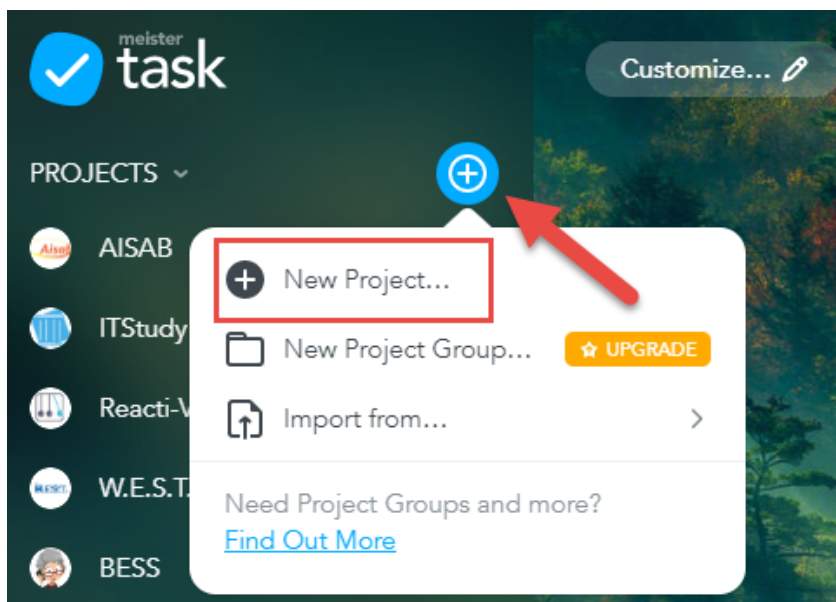 meister
task
Customize...
PROJECTS
AISAB
New Project...
ITStudy
New Project Group...
UPGRADE
Reacti-V
Import from...
W.E.S.T.
Need Project Groups and more?
Find Out More
BESS